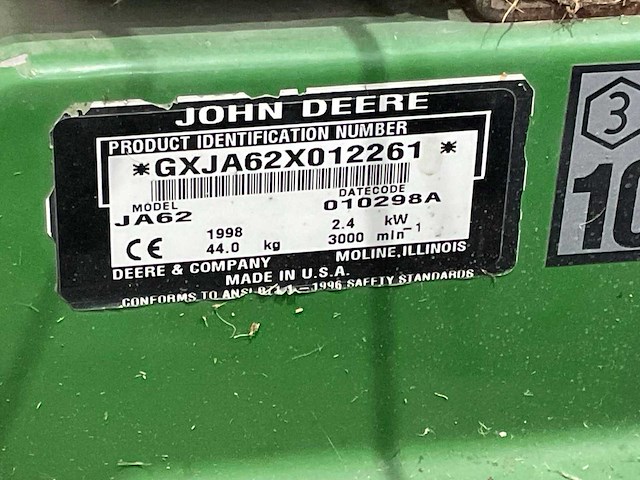 JOHN DEERE
PRODUCT IDENTIFICATION NUMBER
*GXJA62X012261 *
MODEL DATECODE
JA62 010298A
1998 2.4 kW
CE 44.0 kg 3000 min-1
DEERE & COMPANY MOLINE, ILLINOIS
MADE IN U.S.A.
CONFORMS TO ANSI 1996 SAFETY STANDARDS
3
10